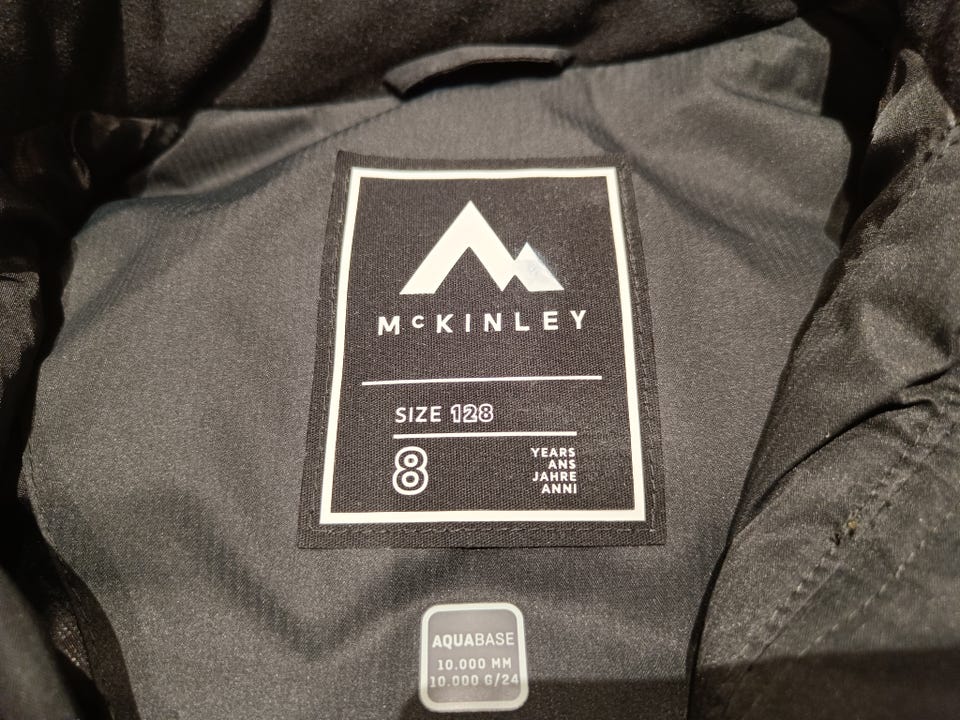 McKINLEY
SIZE 128
8
YEARS
ANS
JAHRE
ANNI
AQUABASE
10.000 MM
10.000 G/24